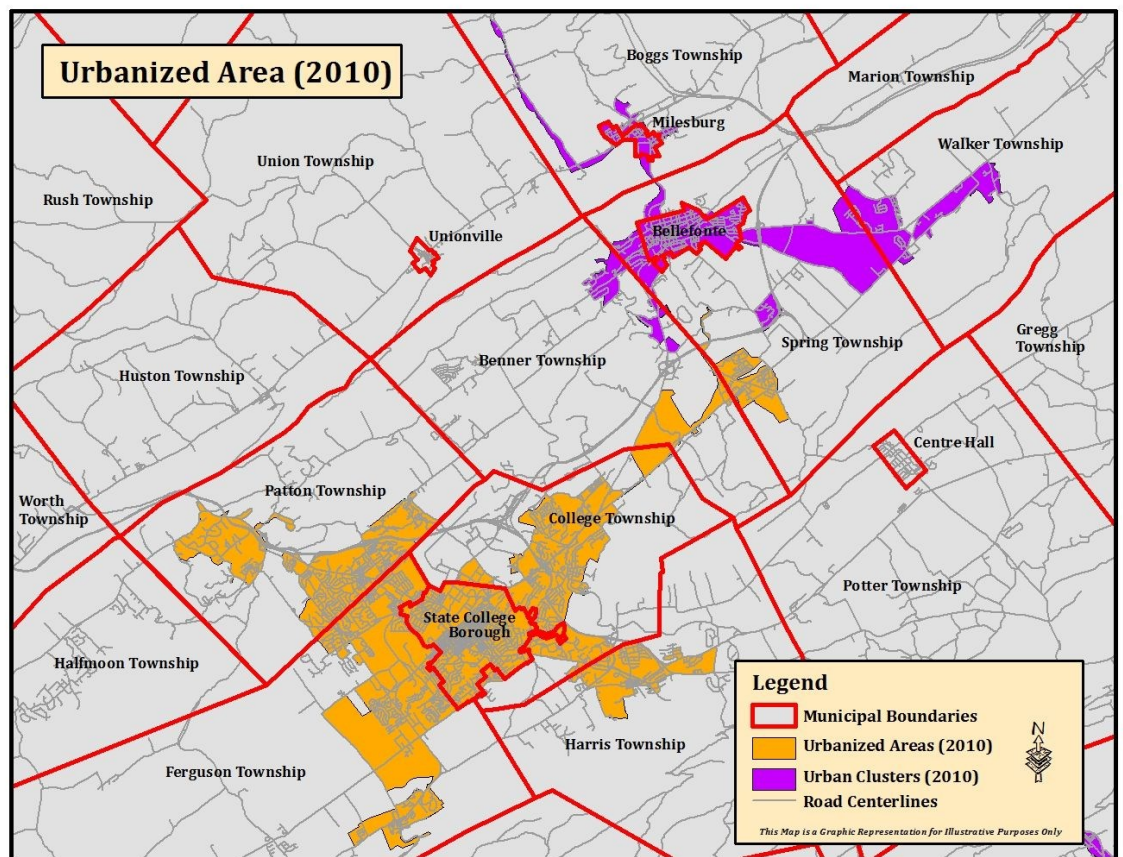 Urbanized Area (2010)
Boggs Township
Marion Township
Milesburg
Walker Township
Union Township
Rush Township
Unionville
Bellefonte
Gregg
Township
Spring Township
Benner Township
Huston Township
Centre Hall
Patton Township
Worth
Township
College Township
Potter Township
State College
Borough
Halfmoon Township
Harris Township
Ferguson Township
Legend
Municipal Boundaries
Urbanized Areas (2010)
Urban Clusters (2010)
Road Centerlines
N
This Map is a Graphic Representation for Illustrative Purposes Only